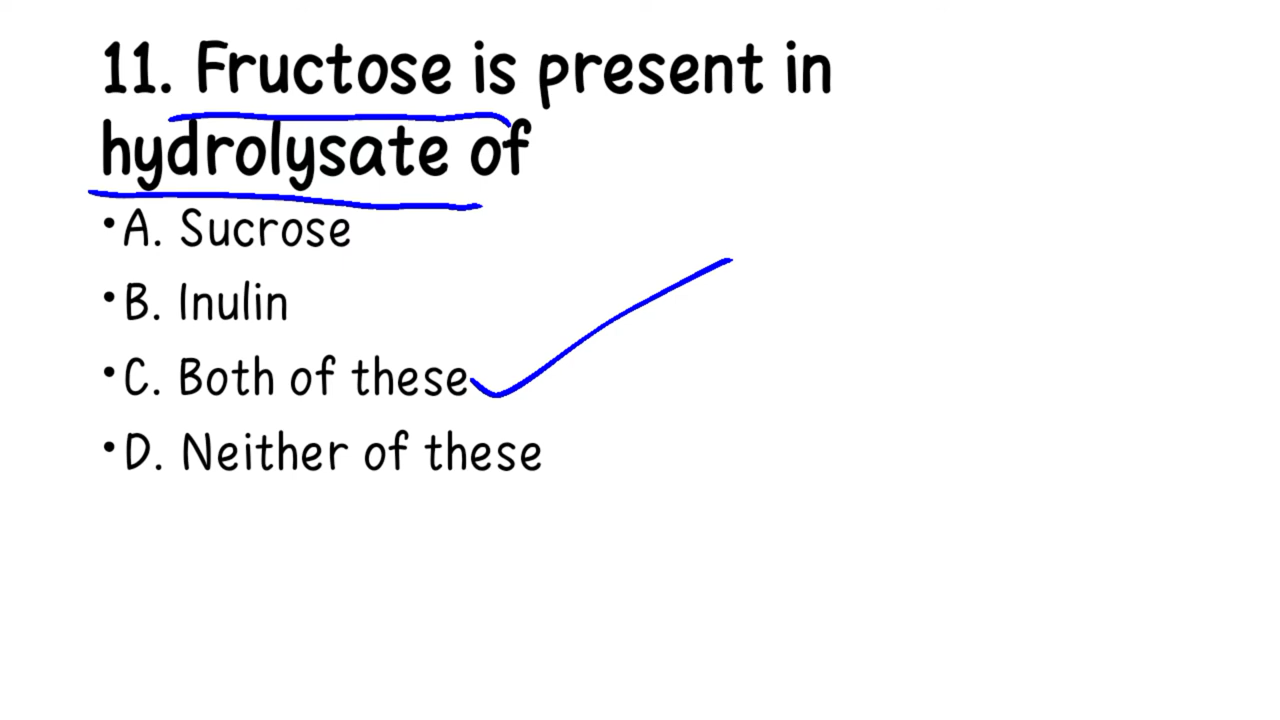 11. Fructose is present in
hydrolysate of
•A. Sucrose
•B. Inulin
•C. Both of these
•D. Neither of these